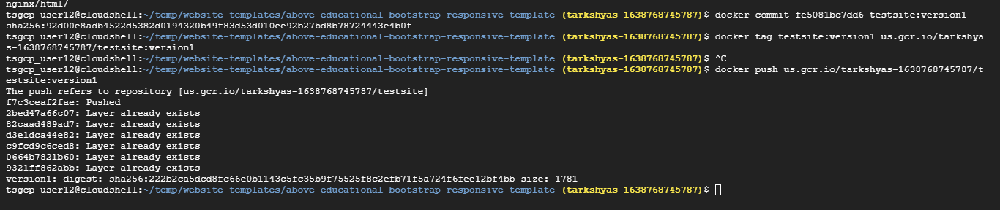 nginx/html/
tsgcp_user12@cloudshell:~/temp/website-templates/above-educational-bootstrap-responsive-template (tarkshyas-1638768745787)$ docker commit fe5081bc7dd6 testsite:version1
sha256:92d00e8adb4522d5382d0194320b49f83d53d010ee92b27bd8b78724443e4b0f
tsgcp_user12@cloudshell:~/temp/website-templates/above-educational-bootstrap-responsive-template (tarkshyas-1638768745787)$ docker tag testsite:version1 us.gcr.io/tarkshya
s-1638768745787/testsite:version1
tsgcp_user12@cloudshell:~/temp/website-templates/above-educational-bootstrap-responsive-template (tarkshyas-1638768745787)$ ^C
tsgcp_user12@cloudshell:~/temp/website-templates/above-educational-bootstrap-responsive-template (tarkshyas-1638768745787)$ docker push us.gcr.io/tarkshyas-1638768745787/t
estsite:version1
The push refers to repository [us.gcr.io/tarkshyas-1638768745787/testsite]
f7c3ceaf2fae: Pushed
2bed47a66c07: Layer already exists
82caad489ad7: Layer already exists
d3e1dca44e82: Layer already exists
c9fcd9c6ced8: Layer already exists
0664b7821b60: Layer already exists
9321ff862abb: Layer already exists
version1: digest: sha256:222b2ca5dcd8fc66e0b1143c5fc35b9f75525f8c2efb71f5a724f6fee12bf4bb size: 1781
tsgcp_user12@cloudshell:~/temp/website-templates/above-educational-bootstrap-responsive-template (tarkshyas-1638768745787)$